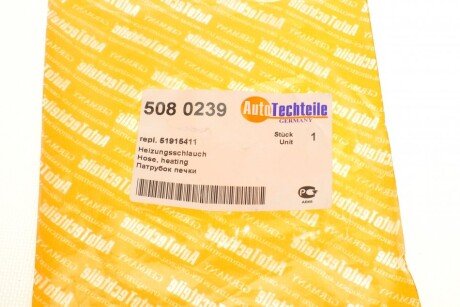 508 0239
AutoTechteile
GERMANY
repl. 51915411
Stück
Unit 1
Heizungsschlauch
Hose, heating
Патрубок печки